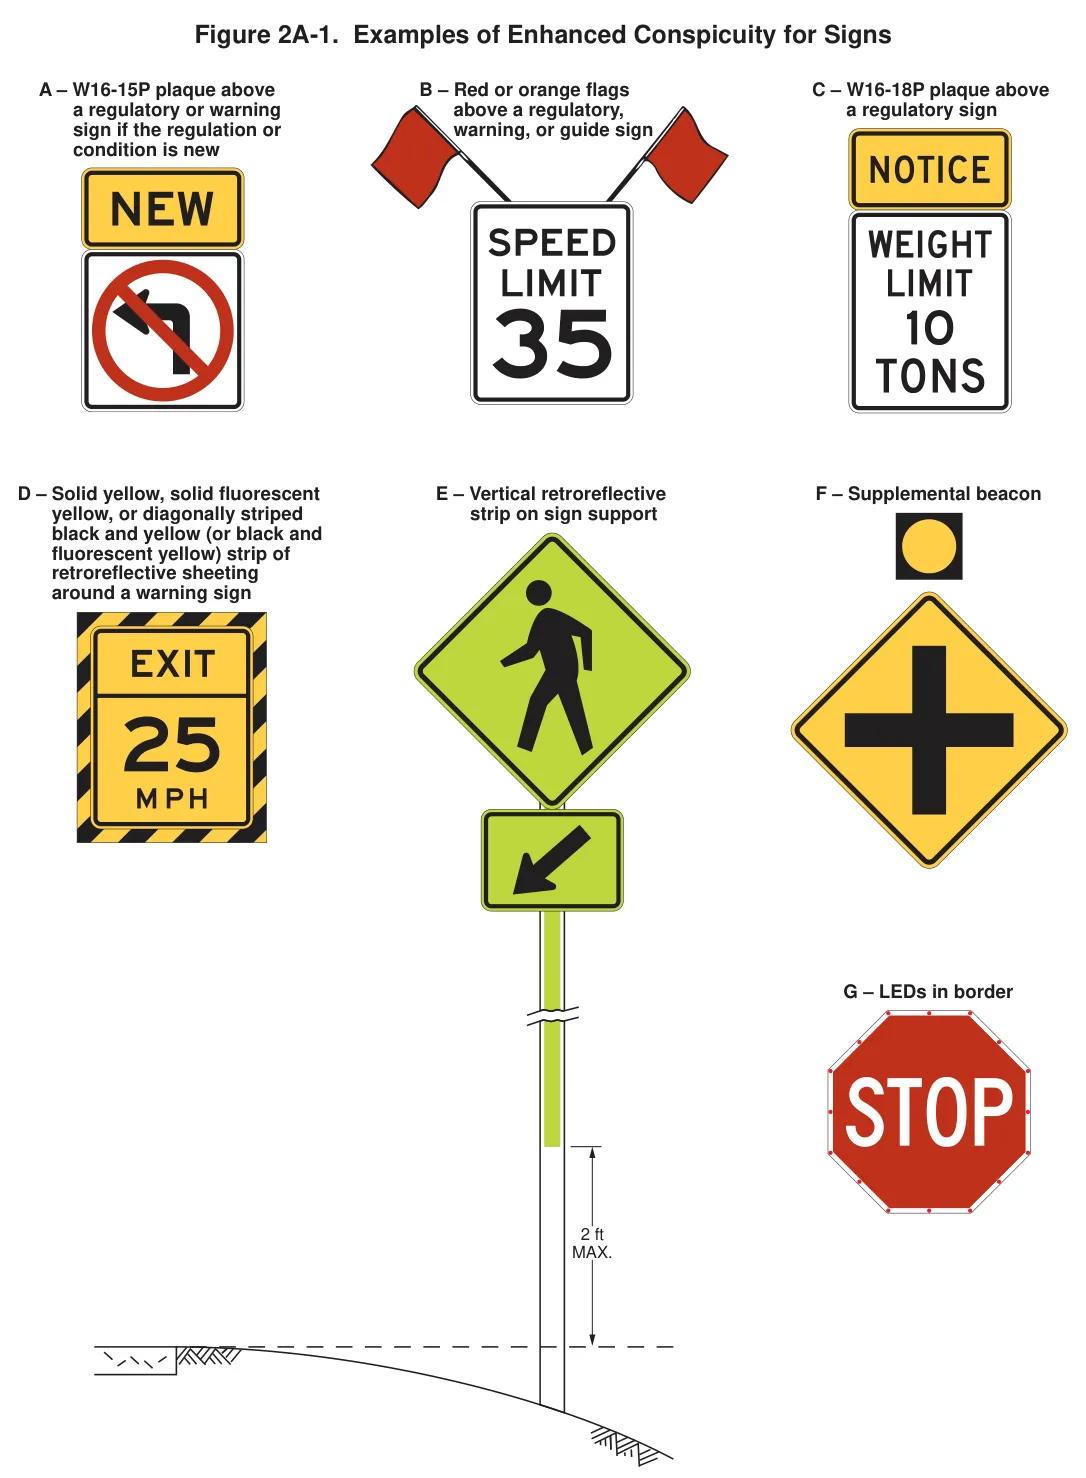 Figure 2A-1.  Examples of Enhanced Conspicuity for Signs
A – W16-15P plaque above
a regulatory or warning
sign if the regulation or
condition is new
NEW
B – Red or orange flags
above a regulatory,
warning, or guide sign
SPEED
LIMIT
35
C – W16-18P plaque above
a regulatory sign
NOTICE
WEIGHT
LIMIT
10
TONS
D – Solid yellow, solid fluorescent
yellow, or diagonally striped
black and yellow (or black and
fluorescent yellow) strip of
retroreflective sheeting
around a warning sign
EXIT
25
MPH
E – Vertical retroreflective
strip on sign support
2 ft
MAX.
F – Supplemental beacon
G – LEDs in border
STOP